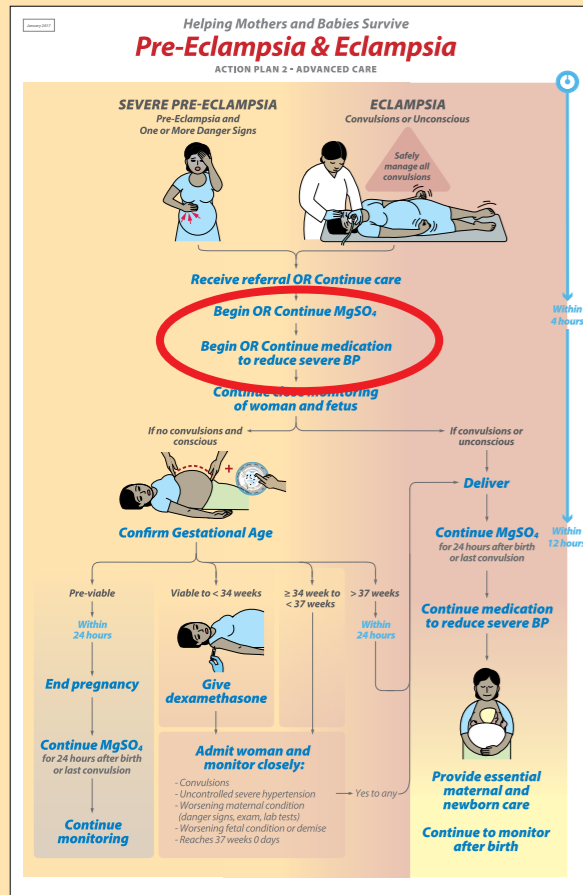 January 2017
Helping Mothers and Babies Survive
Pre-Eclampsia & Eclampsia
ACTION PLAN 2 - ADVANCED CARE
SEVERE PRE-ECLAMPSIA
Pre-Eclampsia and
One or More Danger Signs
ECLAMPSIA
Convulsions or Unconscious
Safely
manage all
convulsions
Receive referral OR Continue care
Begin OR Continue MgSO₄
Begin OR Continue medication
to reduce severe BP
Continue close monitoring
of woman and fetus
Within
4 hours
If no convulsions and
conscious
If convulsions or
unconscious
+
Confirm Gestational Age
Pre-viable
Within
24 hours
End pregnancy
Continue MgSO₄
for 24 hours after birth
or last convulsion
Continue
monitoring
Viable to < 34 weeks
Give
dexamethasone
≥ 34 week to
< 37 weeks
> 37 weeks
Within
24 hours
Admit woman and
monitor closely:
- Convulsions
- Uncontrolled severe hypertension
- Worsening maternal condition
(danger signs, exam, lab tests)
- Worsening fetal condition or demise
- Reaches 37 weeks 0 days
Yes to any
Deliver
Continue MgSO₄
for 24 hours after birth
or last convulsion
Within
12 hours
Continue medication
to reduce severe BP
Provide essential
maternal and
newborn care
Continue to monitor
after birth